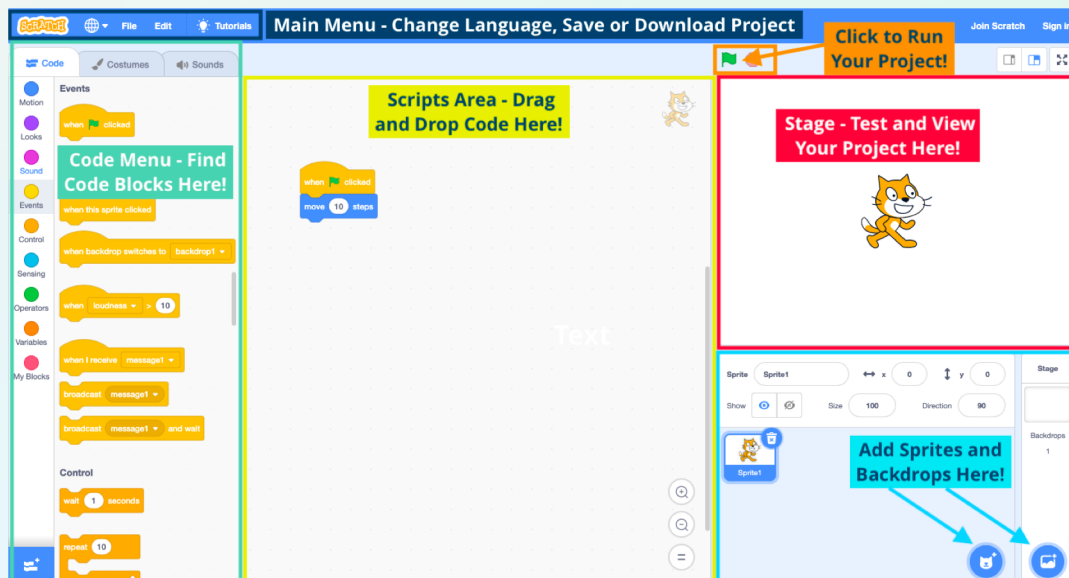 SCRATCH File Edit Tutorials
Main Menu - Change Language, Save or Download Project
Join Scratch
Click to Run
Your Project!
Code Costumes Sounds
Motion
Looks
Sound
Events
Control
Sensing
Operators
Variables
My Blocks
Events
when clicked
Code Menu - Find
Code Blocks Here!
when this sprite clicked
when backdrop switches to backdrop1
when loudness > 10
when I receive message1
broadcast message1
broadcast message1 and wait
Control
wait 1 seconds
repeat 10
Scripts Area - Drag
and Drop Code Here!
when clicked
move 10 steps
Text
Stage - Test and View
Your Project Here!
Sprite Sprite1 x 0 y 0
Show Size 100 Direction 90
Sprite1
Stage
Backdrops
1
Add Sprites and
Backdrops Here!